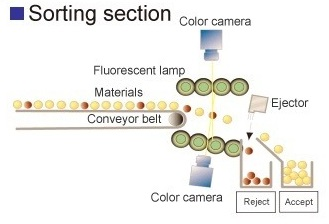 Sorting section
Color camera
Fluorescent lamp
Materials
Ejector
Conveyor belt
Color camera
Reject
Accept